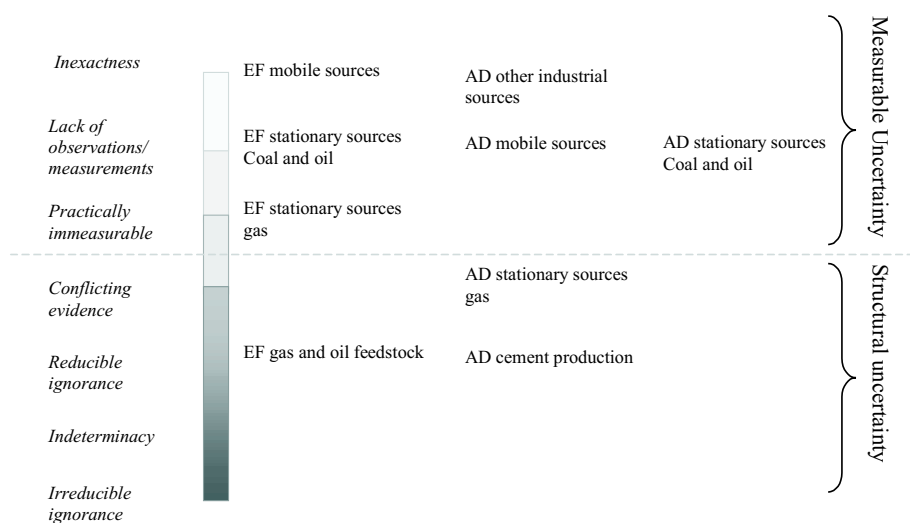 Inexactness
EF mobile sources
AD other industrial
sources
Lack of
observations/
measurements
EF stationary sources
Coal and oil
AD mobile sources
AD stationary sources
Coal and oil
Practically
immeasurable
EF stationary sources
gas
Measurable Uncertainty
Conflicting
evidence
AD stationary sources
gas
Reducible
ignorance
EF gas and oil feedstock
AD cement production
Indeterminacy
Irreducible
ignorance
Structural uncertainty